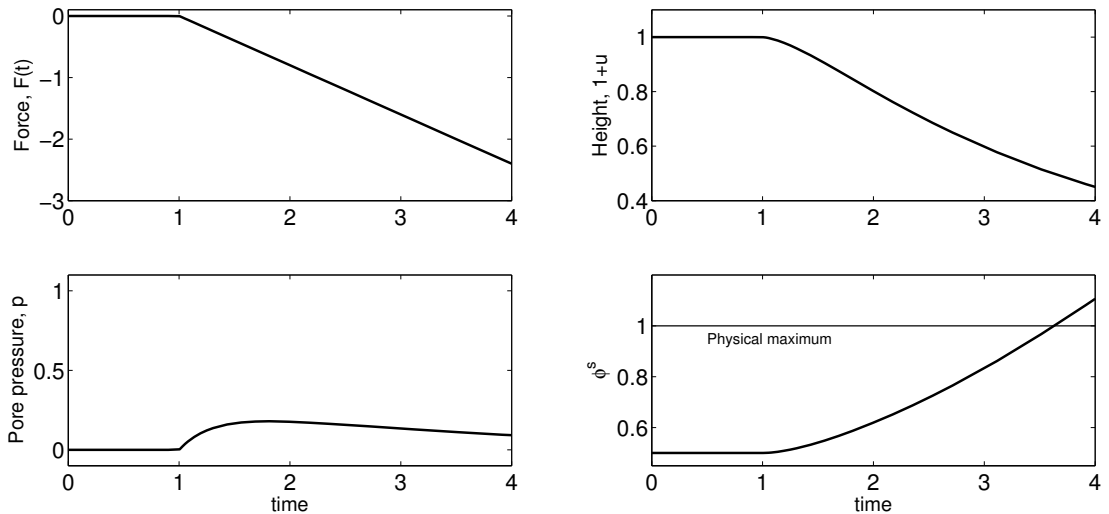 0
−1
−2
−3
Force, F(t)
0 1 2 3 4
1
0.8
0.6
0.4
Height, 1+u
0 1 2 3 4
1
0.5
0
Pore pressure, p
0 1 2 3 4
time
1
0.8
0.6
ϕˢ
Physical maximum
0 1 2 3 4
time